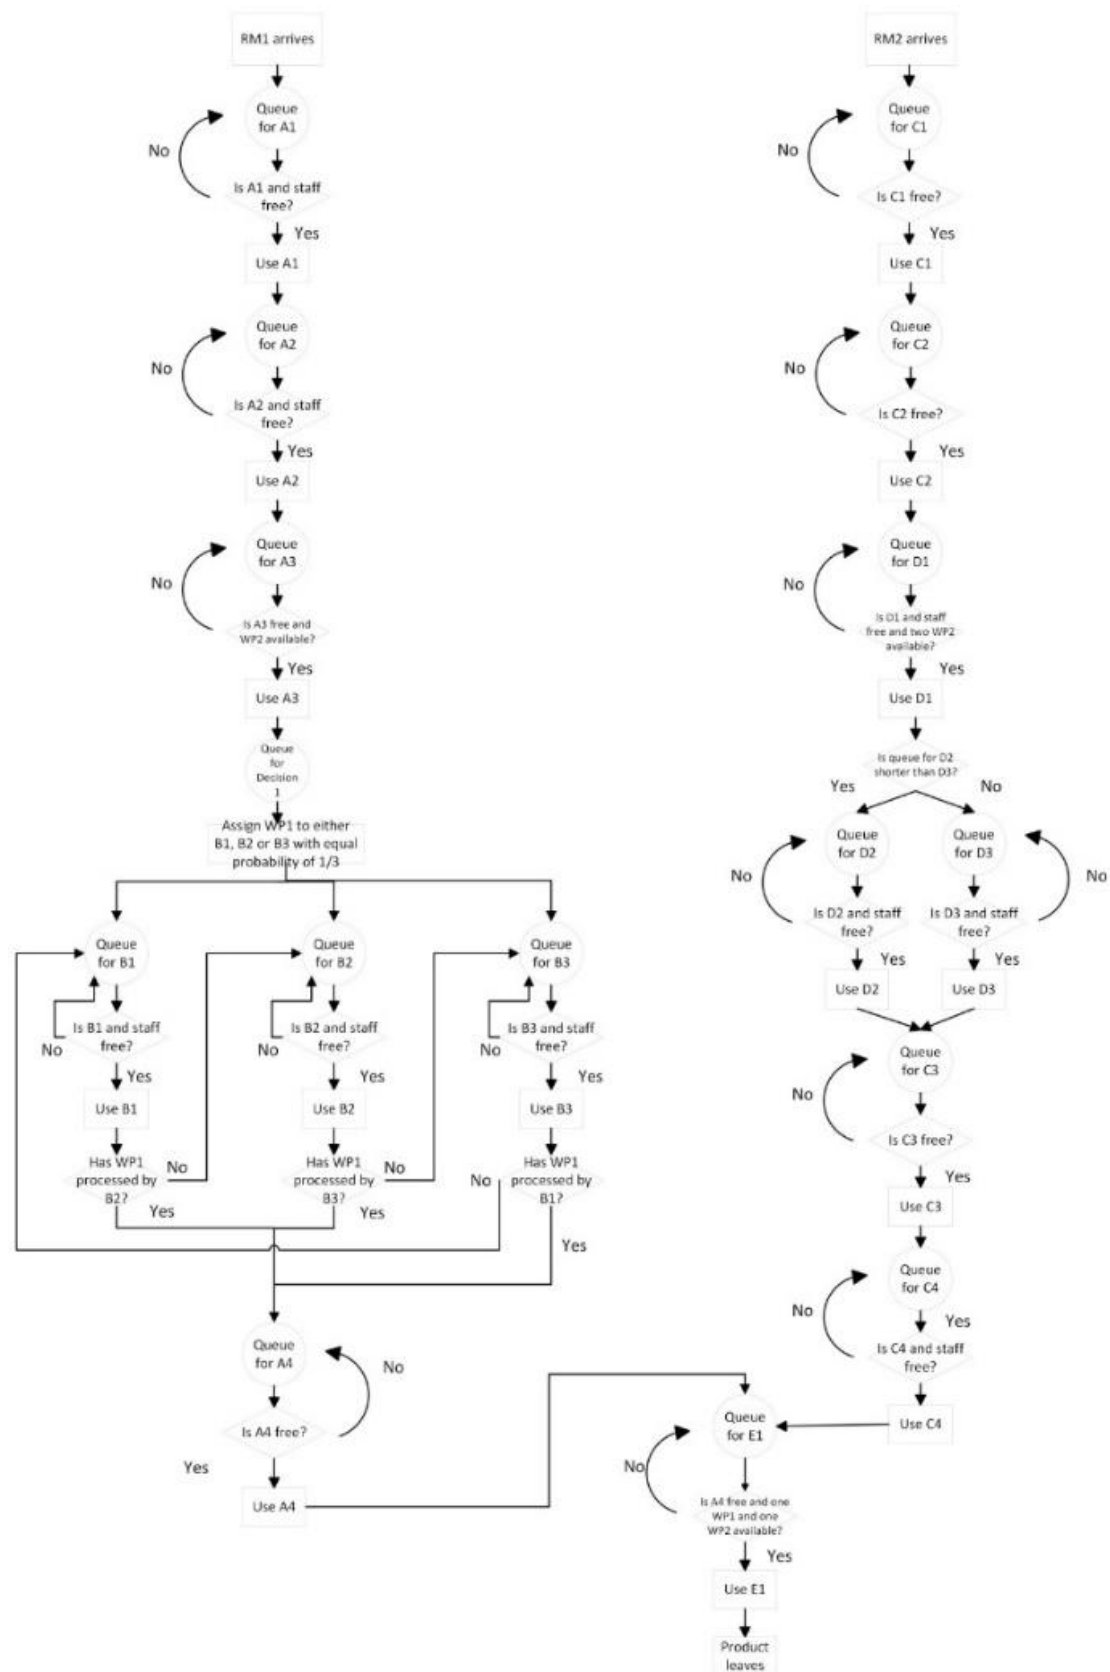 RM1 arrives
Queue
for A1
No
Is A1 and staff
free?
Yes
Use A1
Queue
for A2
No
Is A2 and staff
free?
Yes
Use A2
Queue
for A3
No
Is A3 free and
WP2 available?
Yes
Use A3
Queue
for
Decision
1
Assign WP1 to either
B1, B2 or B3 with equal
probability of 1/3
Queue
for B1
Is B1 and staff
free?
No
Yes
Use B1
Has WP1
processed by
B2?
No
Yes
Queue
for B2
Is B2 and staff
free?
No
Yes
Use B2
Has WP1
processed by
B3?
No
Yes
Queue
for B3
Is B3 and staff
free?
No
Yes
Use B3
Has WP1
processed by
B1?
No
Yes
Queue
for A4
No
Is A4 free?
Yes
Use A4
RM2 arrives
Queue
for C1
No
Is C1 free?
Yes
Use C1
Queue
for C2
No
Is C2 free?
Yes
Use C2
Queue
for D1
No
Is D1 and staff
free and two WP2
available?
Yes
Use D1
Is queue for D2
shorter than D3?
Yes
No
Queue
for D2
No
Is D2 and staff
free?
Yes
Use D2
Queue
for D3
No
Is D3 and staff
free?
Yes
Use D3
Queue
for C3
No
Is C3 free?
Yes
Use C3
Queue
for C4
No
Yes
Is C4 and staff
free?
Use C4
Queue
for E1
No
Is A4 free and one
WP1 and one
WP2 available?
Yes
Use E1
Product
leaves